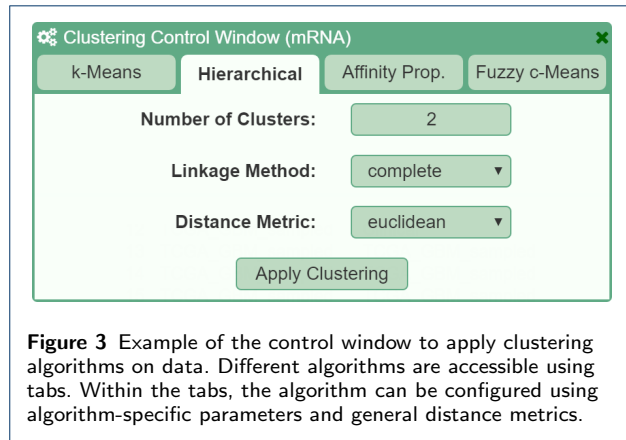 Clustering Control Window (mRNA)
k-Means Hierarchical Affinity Prop. Fuzzy c-Means
Number of Clusters: 2
Linkage Method: complete
Distance Metric: euclidean
Apply Clustering
Figure 3 Example of the control window to apply clustering
algorithms on data. Different algorithms are accessible using
tabs. Within the tabs, the algorithm can be configured using
algorithm-specific parameters and general distance metrics.